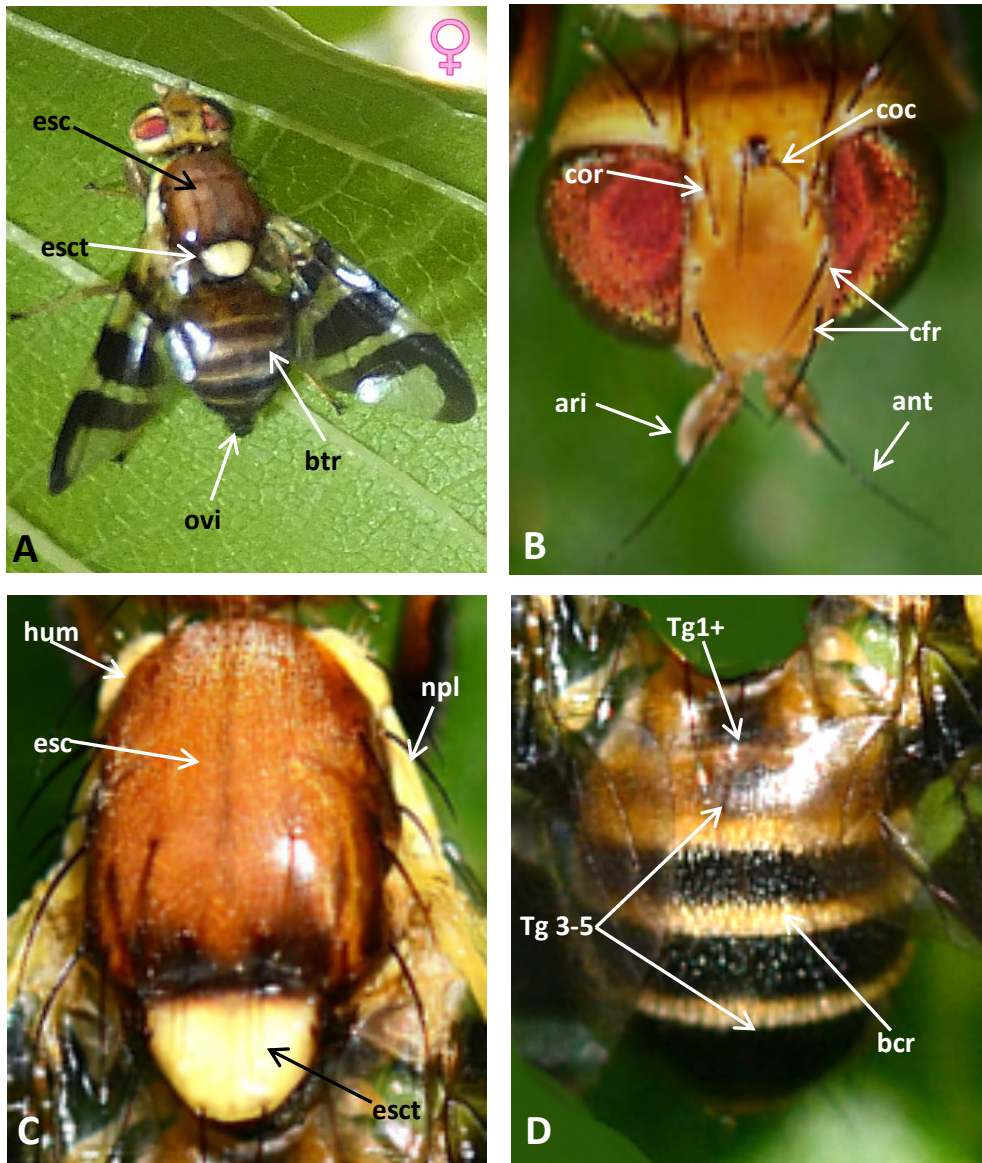 esc
esct
btr
ovi
A
coc
cor
cfr
ari
ant
B
hum
npl
esc
esct
C
Tg1+
Tg 3-5
bcr
D